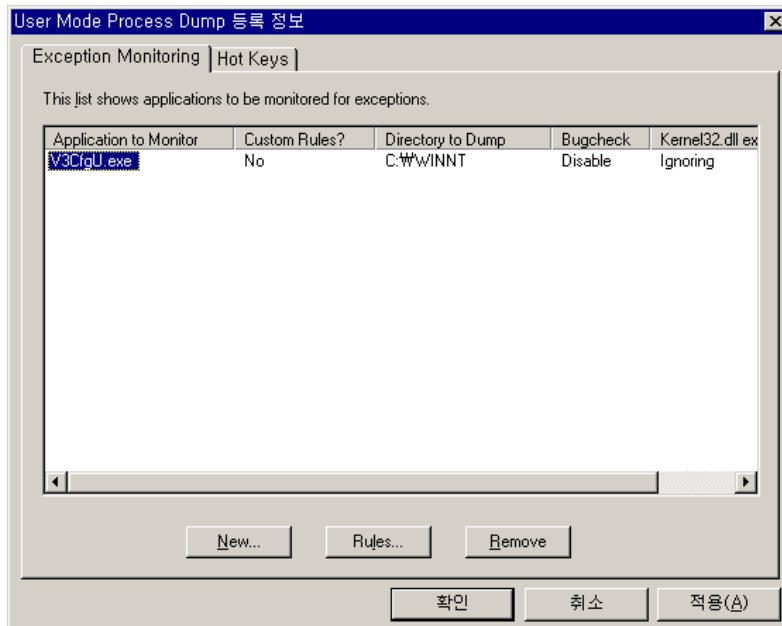 User Mode Process Dump 등록 정보
Exception Monitoring Hot Keys
This list shows applications to be monitored for exceptions.
Application to Monitor Custom Rules? Directory to Dump Bugcheck Kernel32.dll ex
V3CfgU.exe No C:₩WINNT Disable Ignoring
New... Rules... Remove
확인 취소 적용(A)